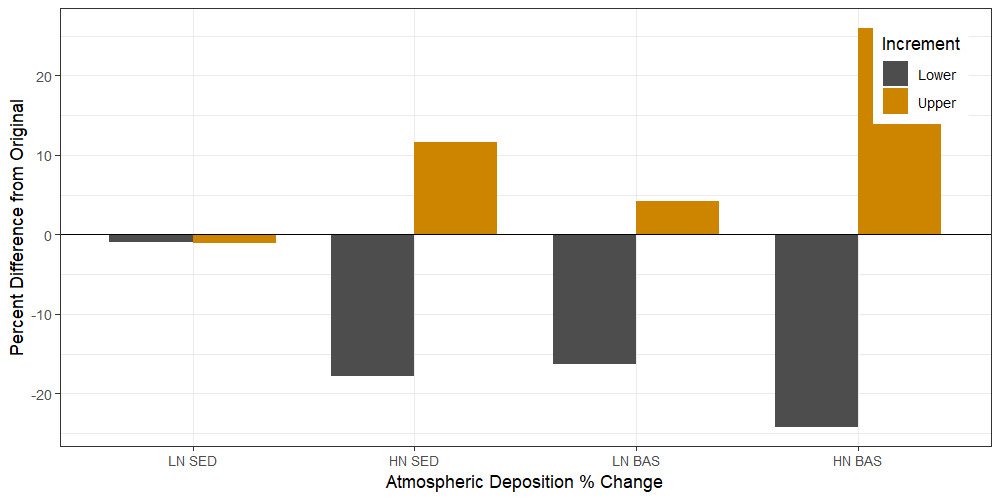 Increment
Lower
Upper
Percent Difference from Original
20
10
0
-10
-20
LN SED
HN SED
LN BAS
HN BAS
Atmospheric Deposition % Change